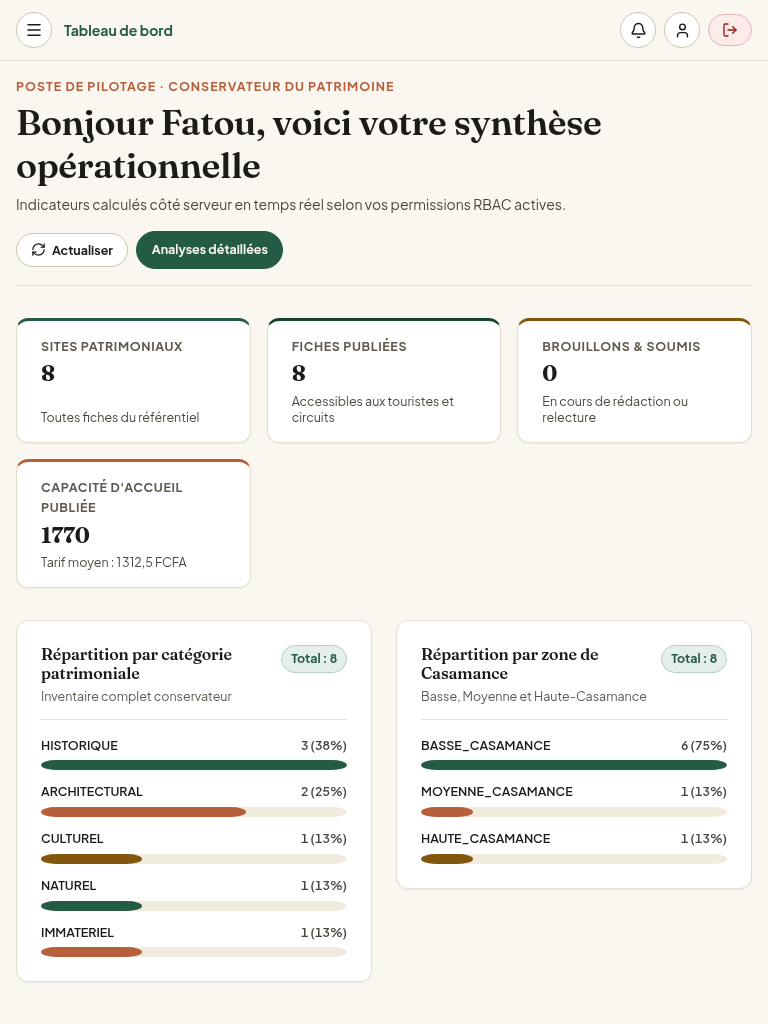 Tableau de bord
POSTE DE PILOTAGE · CONSERVATEUR DU PATRIMOINE
Bonjour Fatou, voici votre synthèse
opérationnelle
Indicateurs calculés côté serveur en temps réel selon vos permissions RBAC actives.
Actualiser
Analyses détaillées
SITES PATRIMONIAUX
8
Toutes fiches du référentiel
FICHES PUBLIÉES
8
Accessibles aux touristes et
circuits
BROUILLONS & SOUMIS
0
En cours de rédaction ou
relecture
CAPACITÉ D'ACCUEIL
PUBLIÉE
1770
Tarif moyen : 1312,5 FCFA
Répartition par catégorie
patrimoniale
Total : 8
Inventaire complet conservateur
HISTORIQUE 3 (38%)
ARCHITECTURAL 2 (25%)
CULTUREL 1 (13%)
NATUREL 1 (13%)
IMMATERIEL 1 (13%)
Répartition par zone de
Casamance
Total : 8
Basse, Moyenne et Haute-Casamance
BASSE_CASAMANCE 6 (75%)
MOYENNE_CASAMANCE 1 (13%)
HAUTE_CASAMANCE 1 (13%)